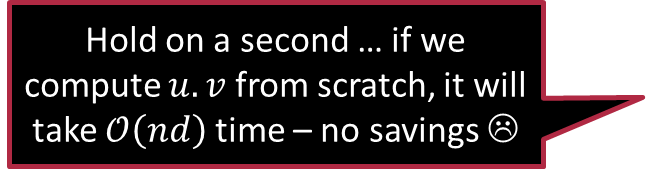 Hold on a second … if we
compute 𝑢. 𝑣 from scratch, it will
take 𝒪(𝑛𝑑) time – no savings ☹